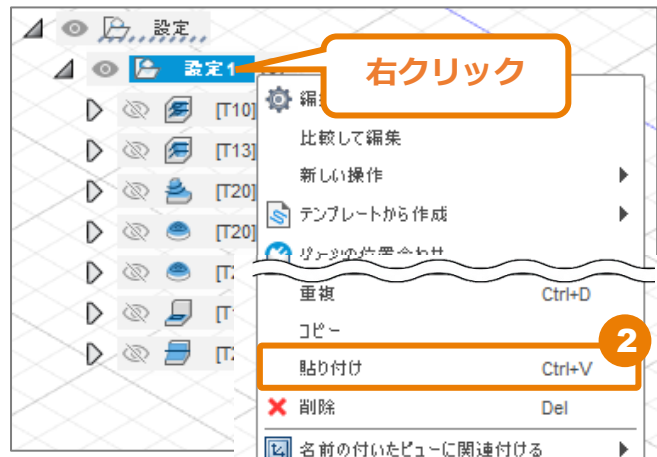 設定
設定1
右クリック
[T10]
[T13]
[T20]
[T20]
比較して編集
新しい操作
テンプレートから作成
重複 Ctrl+D
コピー
2
貼り付け Ctrl+V
削除 Del
名前の付いたビューに関連付ける